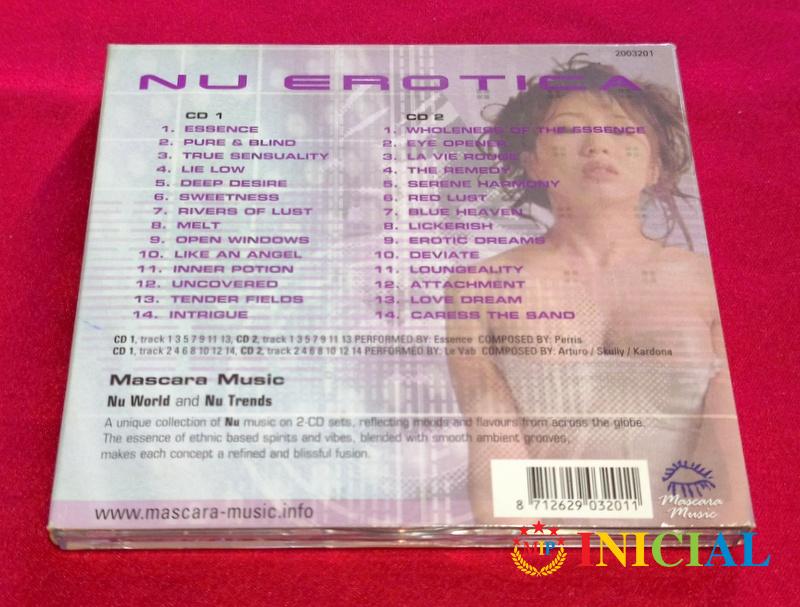 2003201
NU EROTICA
CD 1
1. ESSENCE
2. PURE & BLIND
3. TRUE SENSUALITY
4. LIE LOW
5. DEEP DESIRE
6. SWEETNESS
7. RIVERS OF LUST
8. MELT
9. OPEN WINDOWS
10. LIKE AN ANGEL
11. INNER POTION
12. UNCOVERED
13. TENDER FIELDS
14. INTRIGUE
CD 2
1. WHOLENESS OF THE ESSENCE
2. EYE OPENER
3. LA VIE ROUGE
4. THE REMEDY
5. SERENE HARMONY
6. RED LUST
7. BLUE HEAVEN
8. LICKERISH
9. EROTIC DREAMS
10. DEVIATE
11. LOUNGEALITY
12. ATTACHMENT
13. LOVE DREAM
14. CARESS THE SAND
CD 1, track 1 3 5 7 9 11 13, CD 2, track 1 3 5 7 9 11 13 PERFORMED BY: Essence COMPOSED BY: Perris
CD 1, track 2 4 6 8 10 12 14, CD 2, track 2 4 6 8 10 12 14 PERFORMED BY: Le Vab COMPOSED BY: Arturo / Skully / Kardona
Mascara Music
Nu World and Nu Trends
A unique collection of Nu music on 2-CD sets, reflecting moods and flavours from across the globe.
The essence of ethnic based spirits and vibes, blended with smooth ambient grooves,
makes each concept a refined and blissful fusion.
www.mascara-music.info
8 712629 032011
Mascara
Music
MP INICIAL